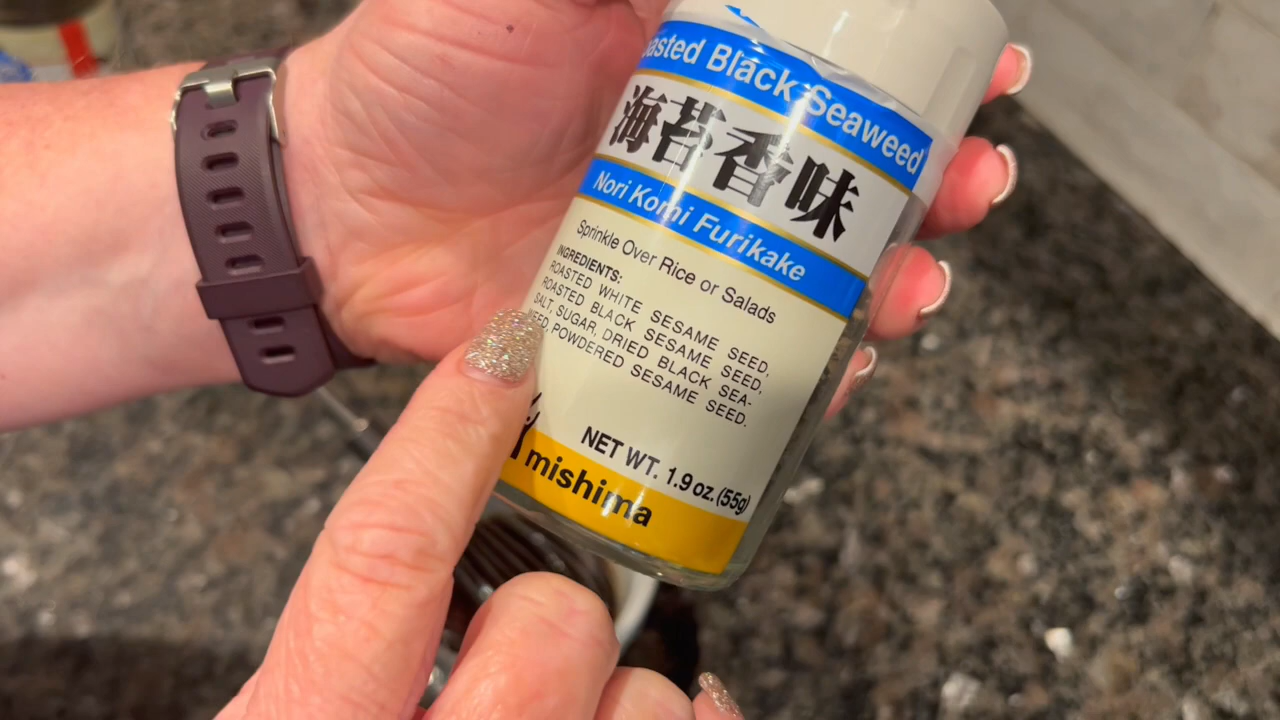 oasted Black Seaweed
海苔香味
Nori Komi Furikake
Sprinkle Over Rice or Salads
INGREDIENTS:
ROASTED WHITE SESAME SEED,
ROASTED BLACK SESAME SEED,
SALT, SUGAR, DRIED BLACK SEA-
WEED, POWDERED SESAME SEED.
NET WT. 1.9 oz. (55g)
mishima